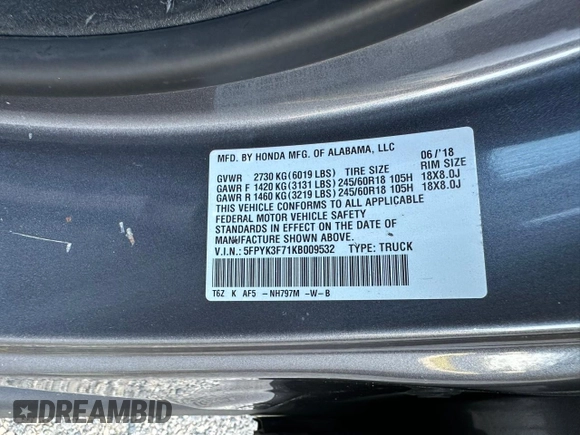 MFD. BY HONDA MFG. OF ALABAMA, LLC 06/'18
GVWR 2730 KG(6019 LBS) TIRE SIZE RIM SIZE
GAWR F 1420 KG(3131 LBS) 245/60R18 105H 18X8.0J
GAWR R 1460 KG(3219 LBS) 245/60R18 105H 18X8.0J
THIS VEHICLE CONFORMS TO ALL APPLICABLE
FEDERAL MOTOR VEHICLE SAFETY
STANDARDS IN EFFECT ON THE DATE OF
MANUFACTURE SHOWN ABOVE.
V.I.N.: 5FPYK3F71KB009532 TYPE: TRUCK
T6Z K AF5 -NH797M -W-B
DREAMBID